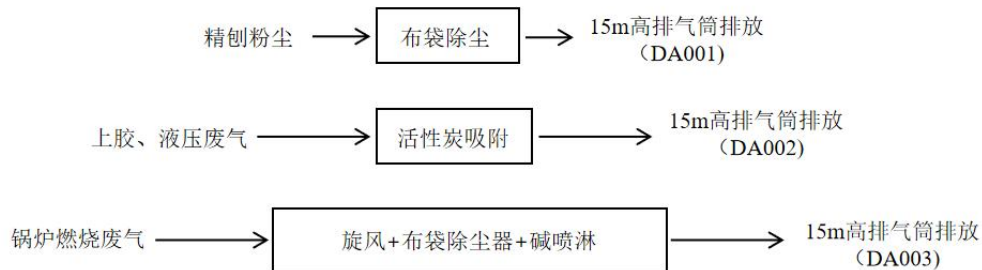 精刨粉尘
布袋除尘
15m高排气筒排放
（DA001)
上胶、液压废气
活性炭吸附
15m高排气筒排放
（DA002)
锅炉燃烧废气
旋风+布袋除尘器+碱喷淋
15m高排气筒排放
（DA003)